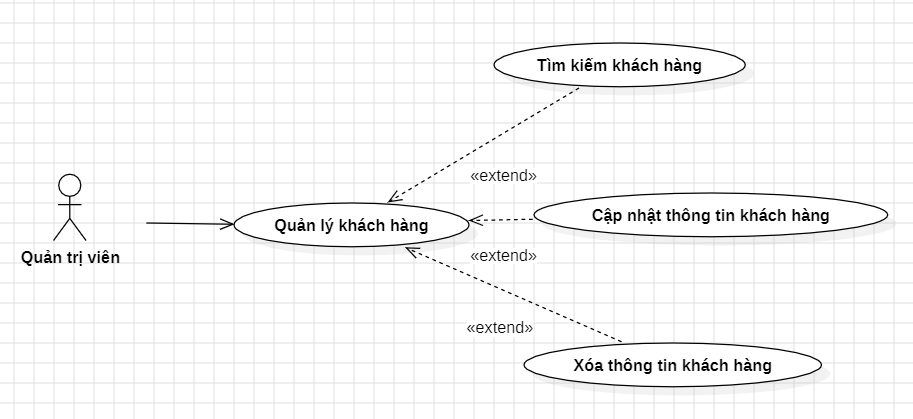 Tìm kiếm khách hàng
«extend»
Cập nhật thông tin khách hàng
Quản lý khách hàng
Quản trị viên
«extend»
«extend»
Xóa thông tin khách hàng